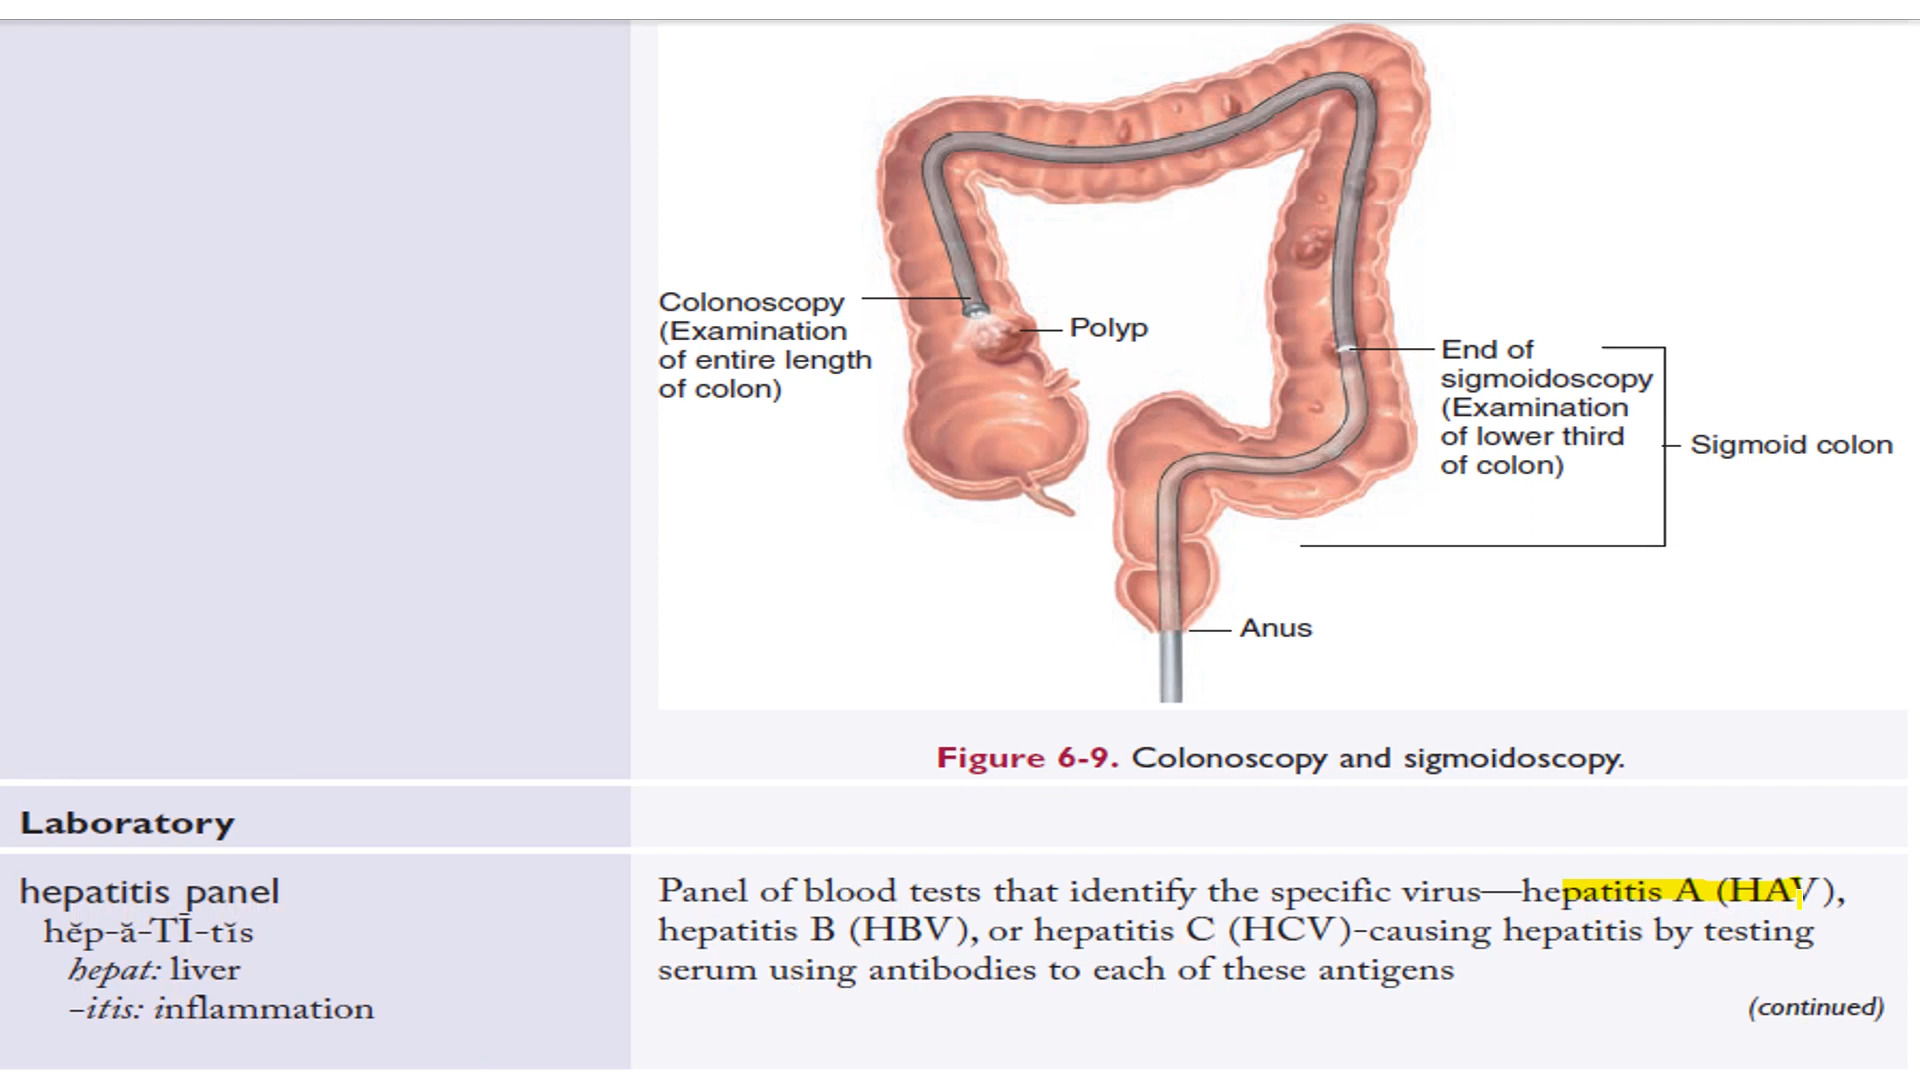 Colonoscopy
(Examination
of entire length
of colon)
Polyp
End of
sigmoidoscopy
(Examination
of lower third
of colon)
Sigmoid colon
Anus
Figure 6-9. Colonoscopy and sigmoidoscopy.
Laboratory
hepatitis panel
hĕp-ă-TĪ-tĭs
hepat: liver
–itis: inflammation
Panel of blood tests that identify the specific virus—hepatitis A (HAV),
hepatitis B (HBV), or hepatitis C (HCV)-causing hepatitis by testing
serum using antibodies to each of these antigens
(continued)